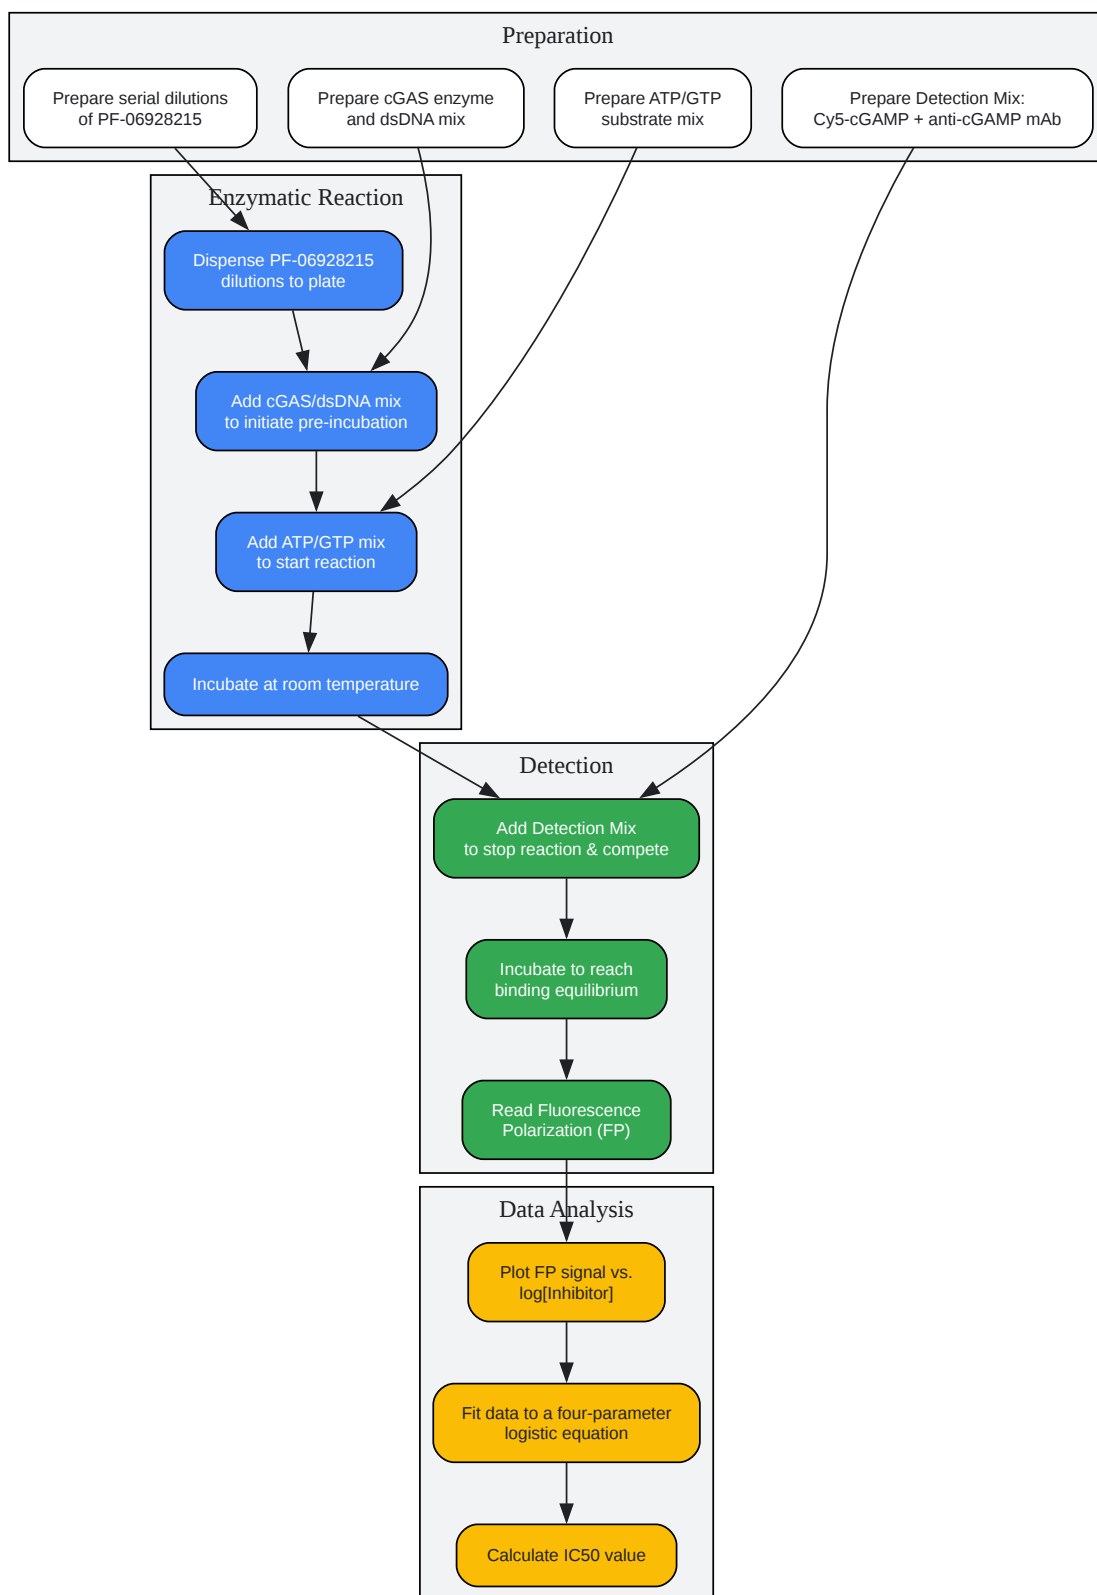 Preparation
Prepare serial dilutions
of PF-06928215
Prepare cGAS enzyme
and dsDNA mix
Prepare ATP/GTP
substrate mix
Prepare Detection Mix:
Cy5-cGAMP + anti-cGAMP mAb
Enzymatic Reaction
Dispense PF-06928215
dilutions to plate
Add cGAS/dsDNA mix
to initiate pre-incubation
Add ATP/GTP mix
to start reaction
Incubate at room temperature
Detection
Add Detection Mix
to stop reaction & compete
Incubate to reach
binding equilibrium
Read Fluorescence
Polarization (FP)
Data Analysis
Plot FP signal vs.
log[Inhibitor]
Fit data to a four-parameter
logistic equation
Calculate IC50 value